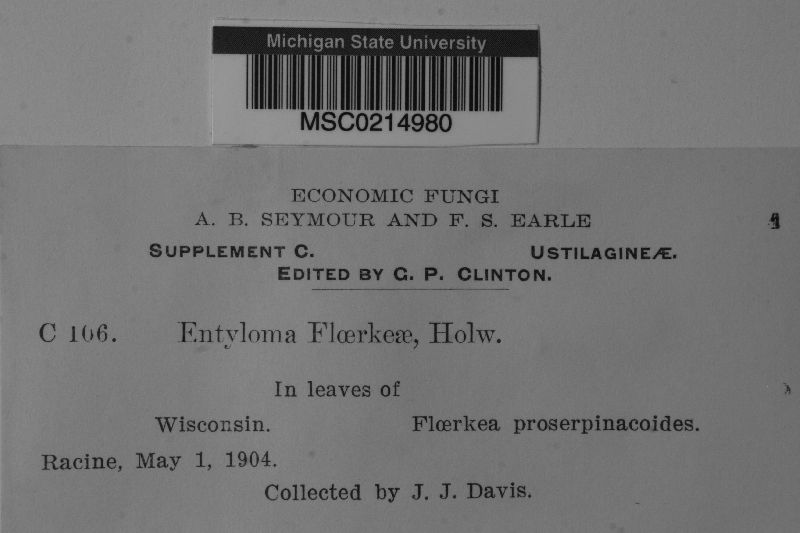 Michigan State University
MSC0214980
ECONOMIC FUNGI
A. B. SEYMOUR AND F. S. EARLE
SUPPLEMENT C. USTILAGINEÆ.
EDITED BY G. P. CLINTON.
C 106. Entyloma Flœrkeæ, Holw.
In leaves of
Wisconsin. Flœrkea proserpinacoides.
Racine, May 1, 1904.
Collected by J. J. Davis.